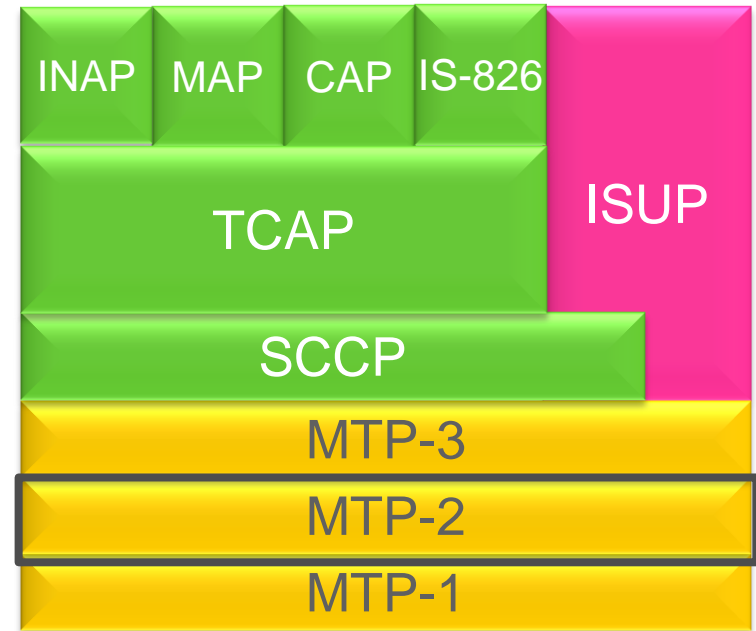 INAP
MAP
CAP
IS-826
TCAP
ISUP
SCCP
MTP-3
MTP-2
MTP-1